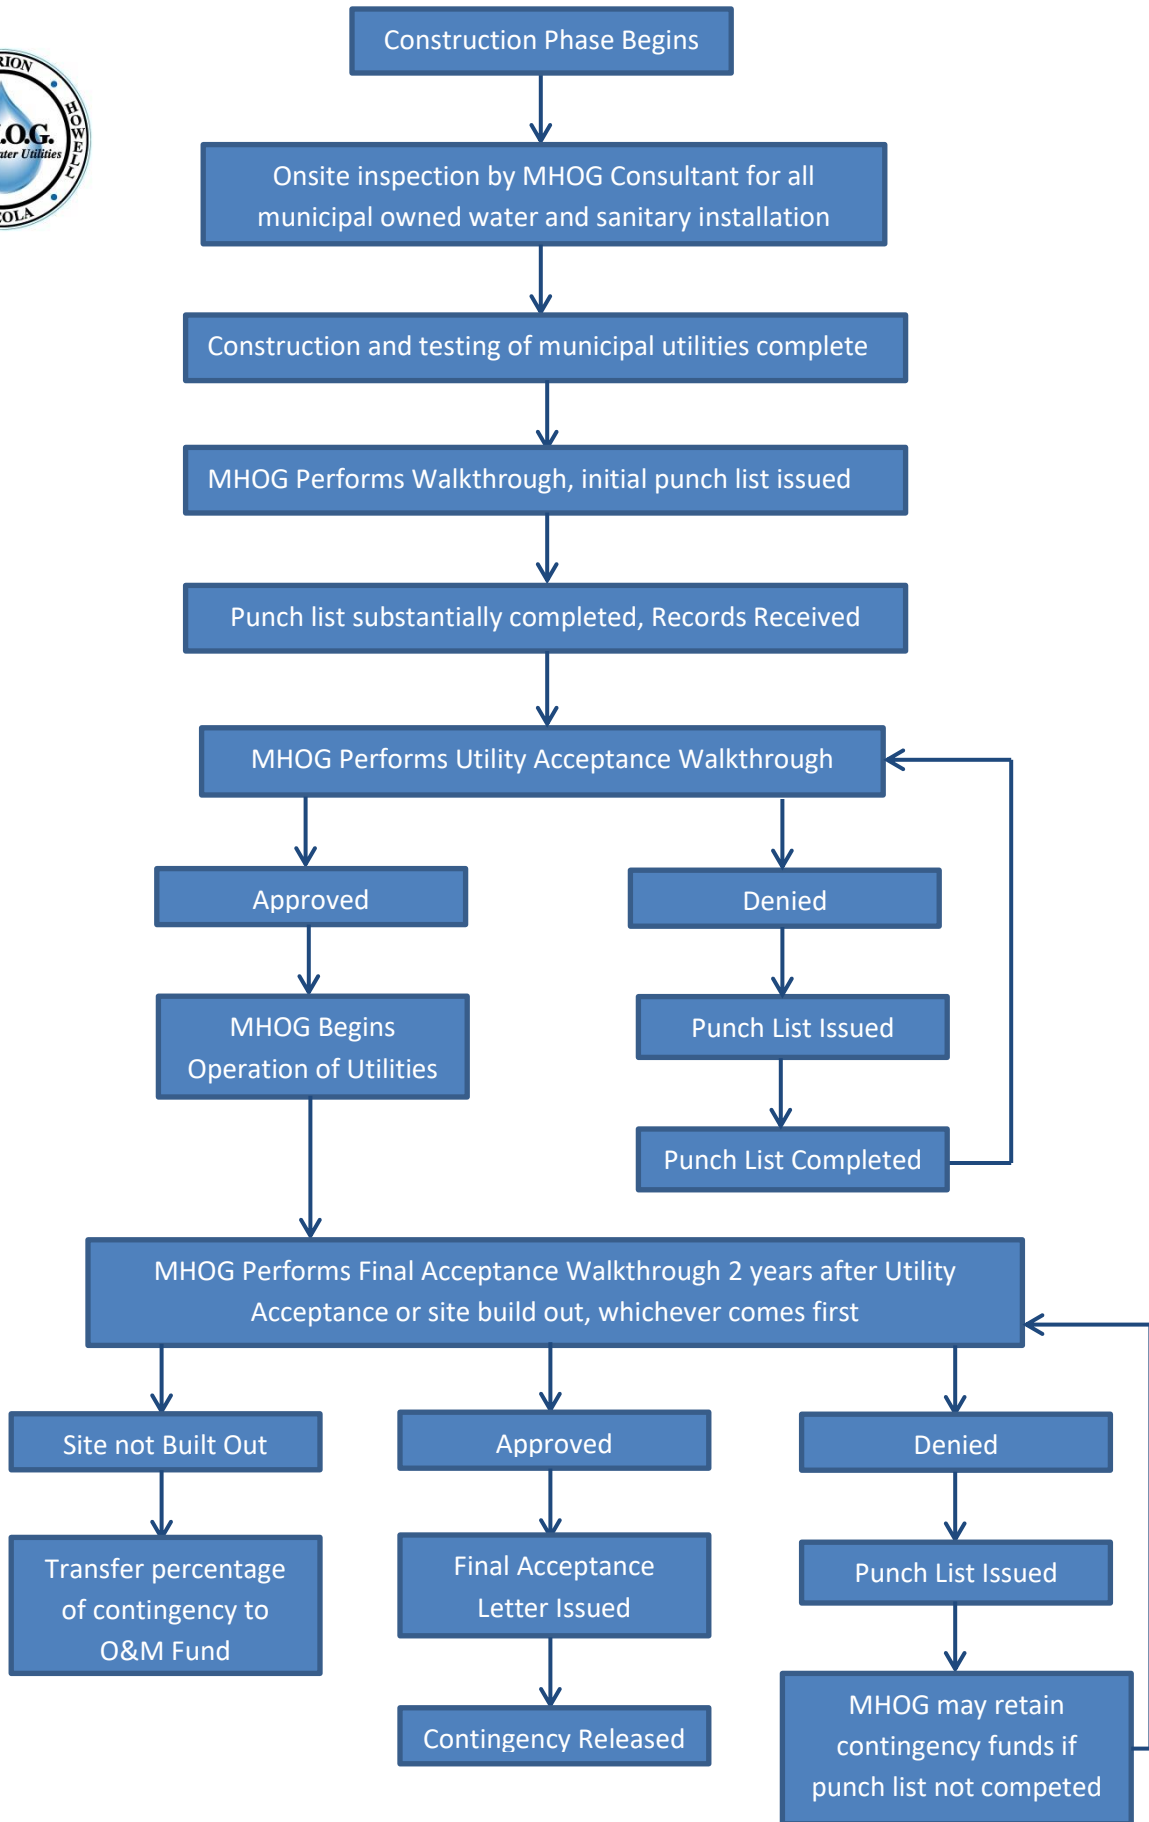 Construction Phase Begins
HOWELL
.O.G.
Utilities
Onsite inspection by MHOG Consultant for all
municipal owned water and sanitary installation
Construction and testing of municipal utilities complete
MHOG Performs Walkthrough, initial punch list issued
Punch list substantially completed, Records Received
MHOG Performs Utility Acceptance Walkthrough
Approved
Denied
MHOG Begins
Operation of Utilities
Punch List Issued
Punch List Completed
MHOG Performs Final Acceptance Walkthrough 2 years after Utility
Acceptance or site build out, whichever comes first
Site not Built Out
Approved
Denied
Transfer percentage
of contingency to
O&M Fund
Final Acceptance
Letter Issued
Punch List Issued
Contingency Released
MHOG may retain
contingency funds if
punch list not competed